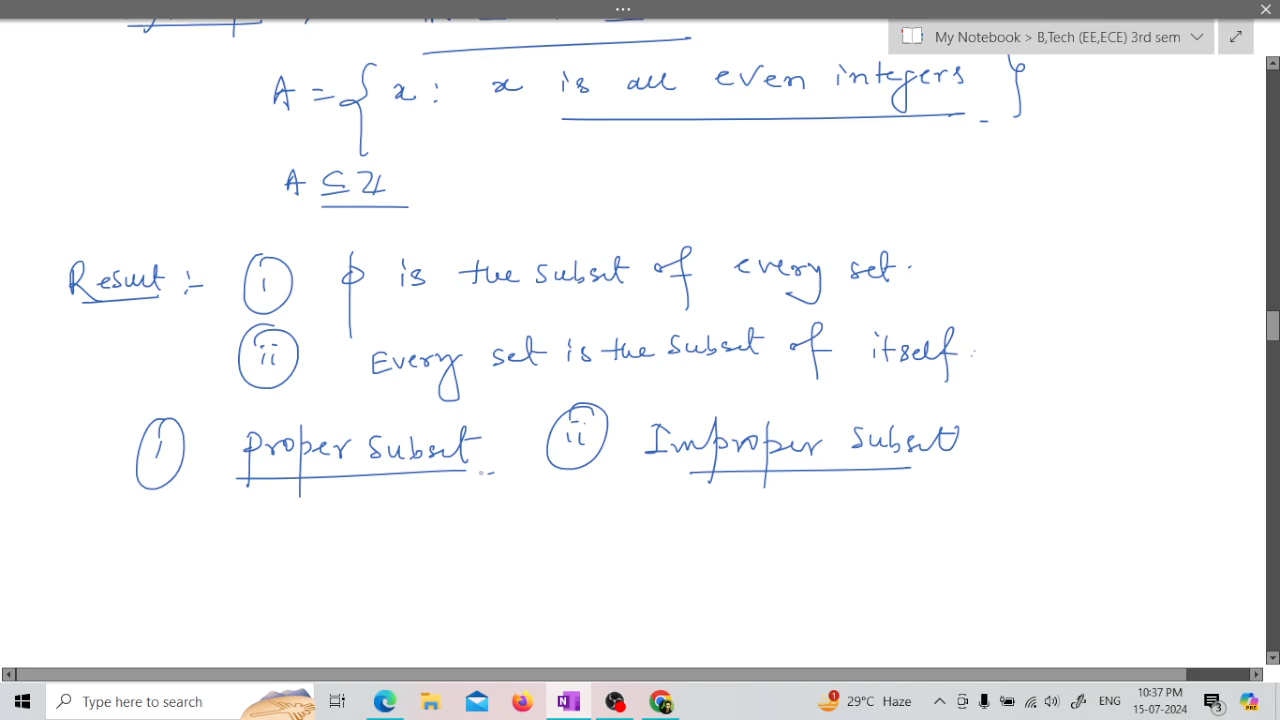 My Notebook > B,Tech (EE,ECE) 3rd sem
A = { x : x is all even integers. }
A ⊆ Z
Result :- (i) ϕ is the subset of every set.
(ii) Every set is the subset of itself.
(i) Proper subset (ii) Improper subset
Type here to search
1
29°C Haze
ENG
10:37 PM
15-07-2024
3